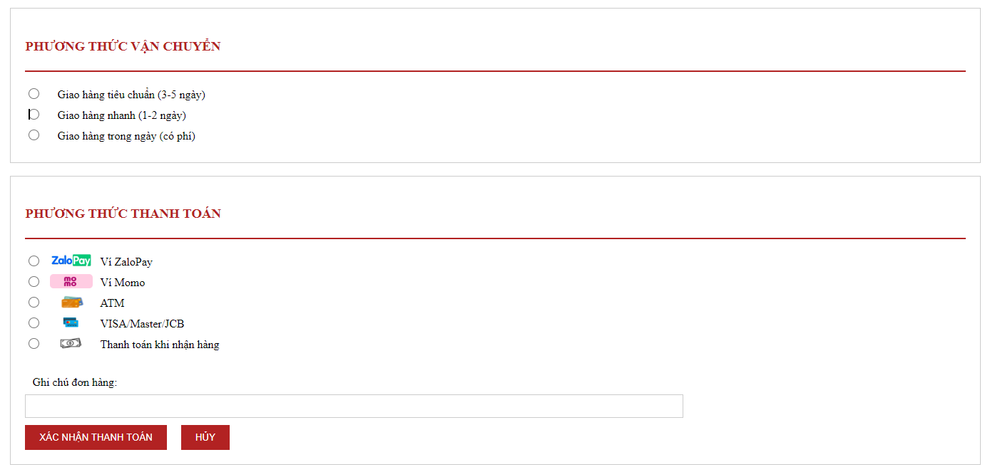 PHƯƠNG THỨC VẬN CHUYỂN
Giao hàng tiêu chuẩn (3-5 ngày)
Giao hàng nhanh (1-2 ngày)
Giao hàng trong ngày (có phí)
PHƯƠNG THỨC THANH TOÁN
ZaloPay Ví ZaloPay
momo Ví Momo
ATM
VISA/Master/JCB
Thanh toán khi nhận hàng
Ghi chú đơn hàng:
XÁC NHẬN THANH TOÁN HỦY